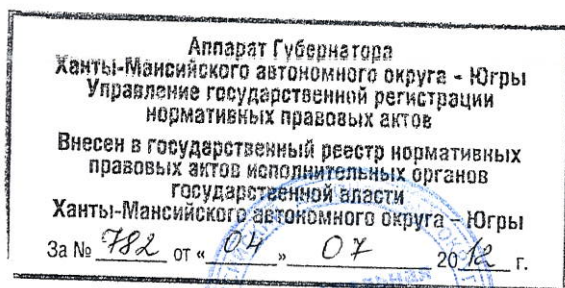 Аппарат Губернатора
Ханты-Мансийского автономного округа - Югры
Управление государственной регистрации
нормативных правовых актов
Внесен в государственный реестр нормативных
правовых актов исполнительных органов
государственной власти
Ханты-Мансийского автономного округа - Югры
За № 782 от « 04 » 07 2012 г.